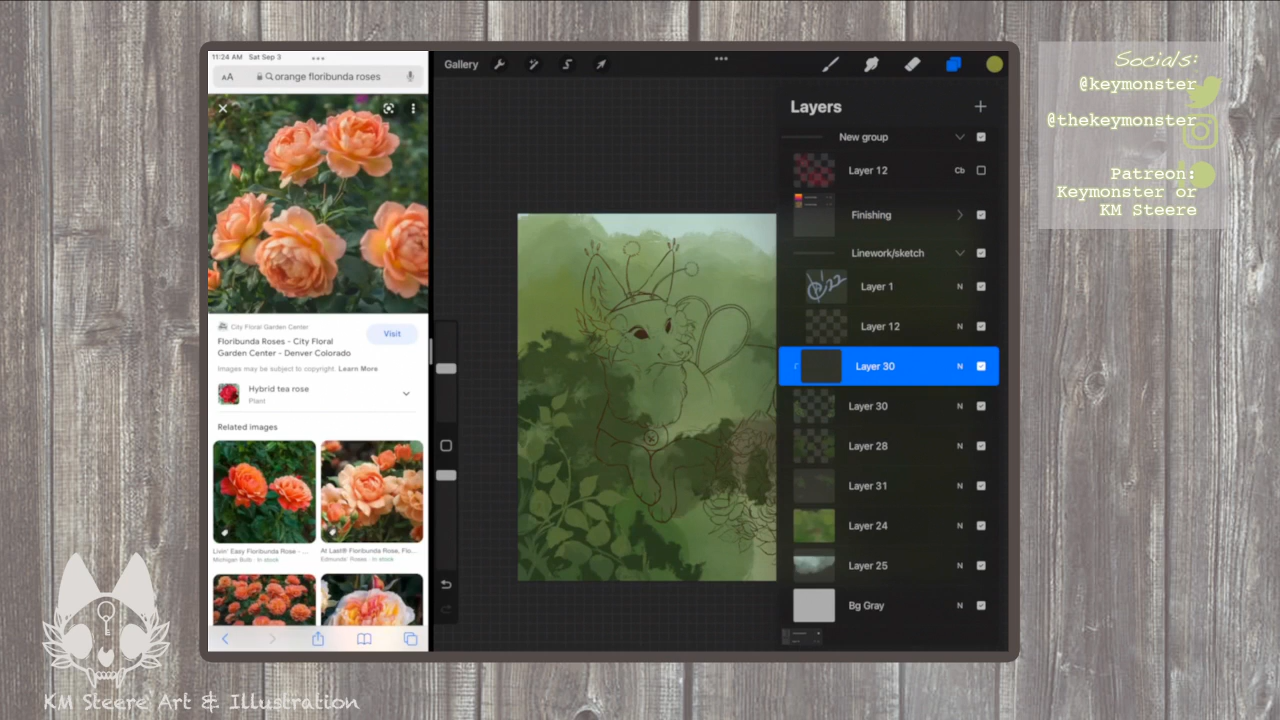 11:24 AM Sat Sep 3
AA orange floribunda roses
City Floral Garden Center
Floribunda Roses - City Floral
Garden Center - Denver Colorado
Visit
Images may be subject to copyright. Learn More
Hybrid tea rose
Plant
Related images
Livin' Easy Floribunda Rose - ...
Michigan Bulb · In stock
At Last® Floribunda Rose, Flo...
Edmunds' Roses · In stock
Gallery
Layers
New group
Layer 12 Cb
Finishing
Linework/sketch
Layer 1 N
Layer 12 N
Layer 30 N
Layer 30 N
Layer 28 N
Layer 31 N
Layer 24 N
Layer 25 N
Bg Gray N
Socials:
@keymonster
@thekeymonster
Patreon:
Keymonster or
KM Steere
KM Steere Art & Illustration